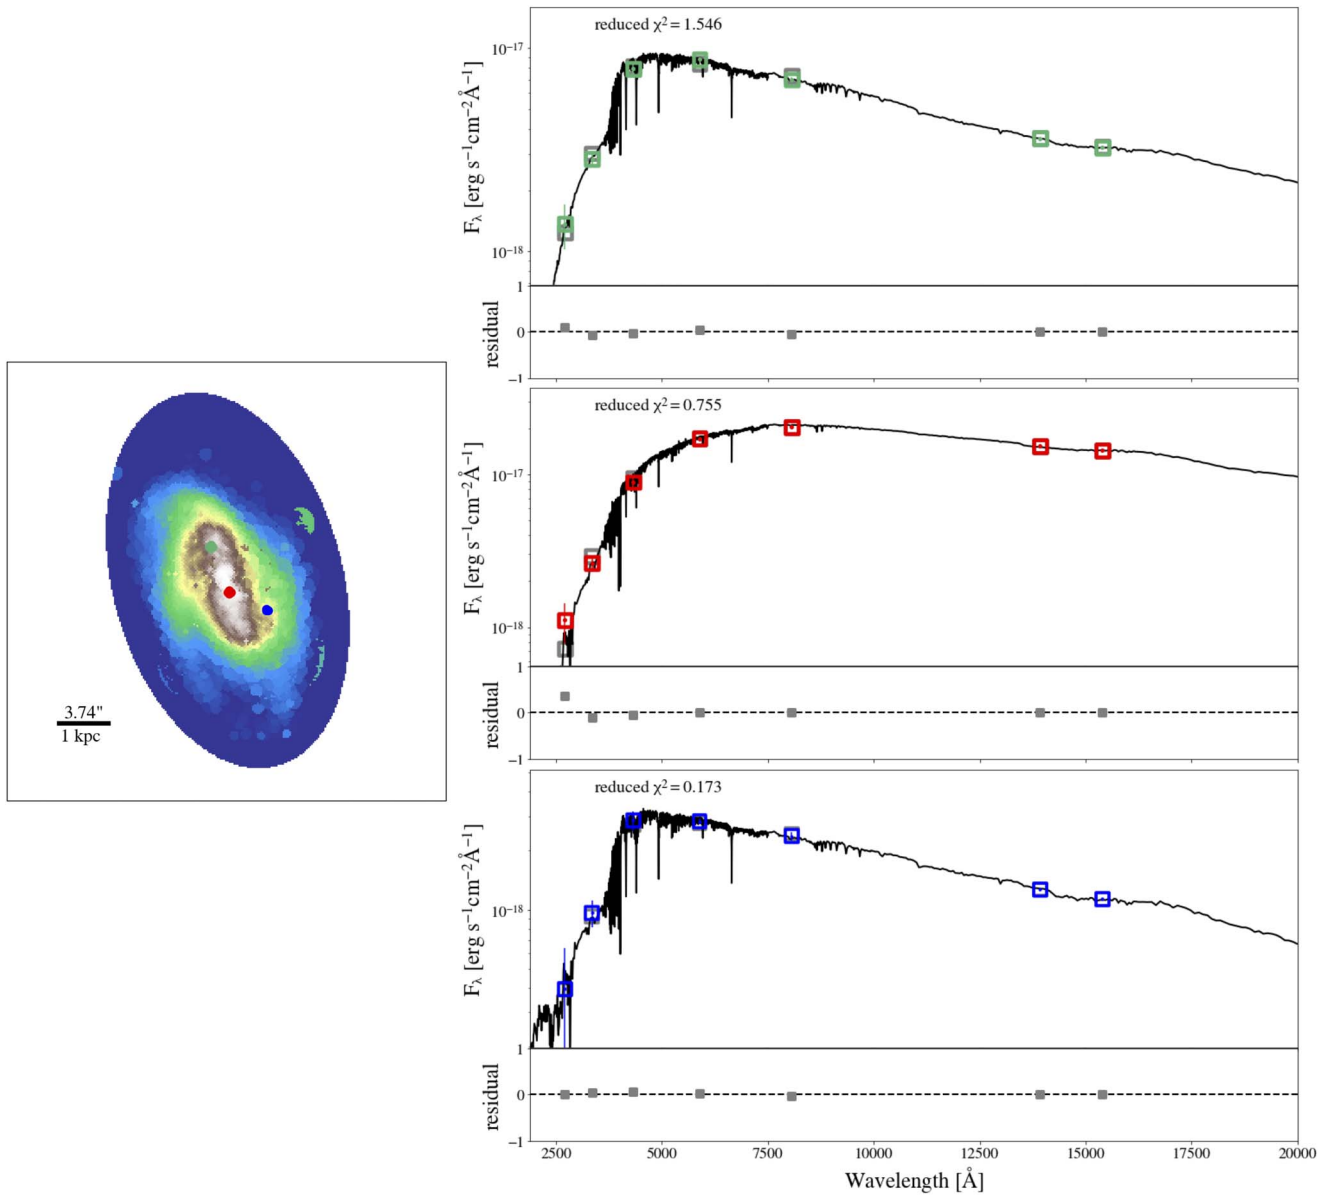 reduced χ² = 1.546
10⁻¹⁷
10⁻¹⁸
F_λ [erg s⁻¹cm⁻²Å⁻¹]
1
0
−1
residual
reduced χ² = 0.755
10⁻¹⁷
10⁻¹⁸
F_λ [erg s⁻¹cm⁻²Å⁻¹]
1
0
−1
residual
3.74"
1 kpc
reduced χ² = 0.173
10⁻¹⁸
F_λ [erg s⁻¹cm⁻²Å⁻¹]
1
0
−1
residual
2500 5000 7500 10000 12500 15000 17500 20000
Wavelength [Å]